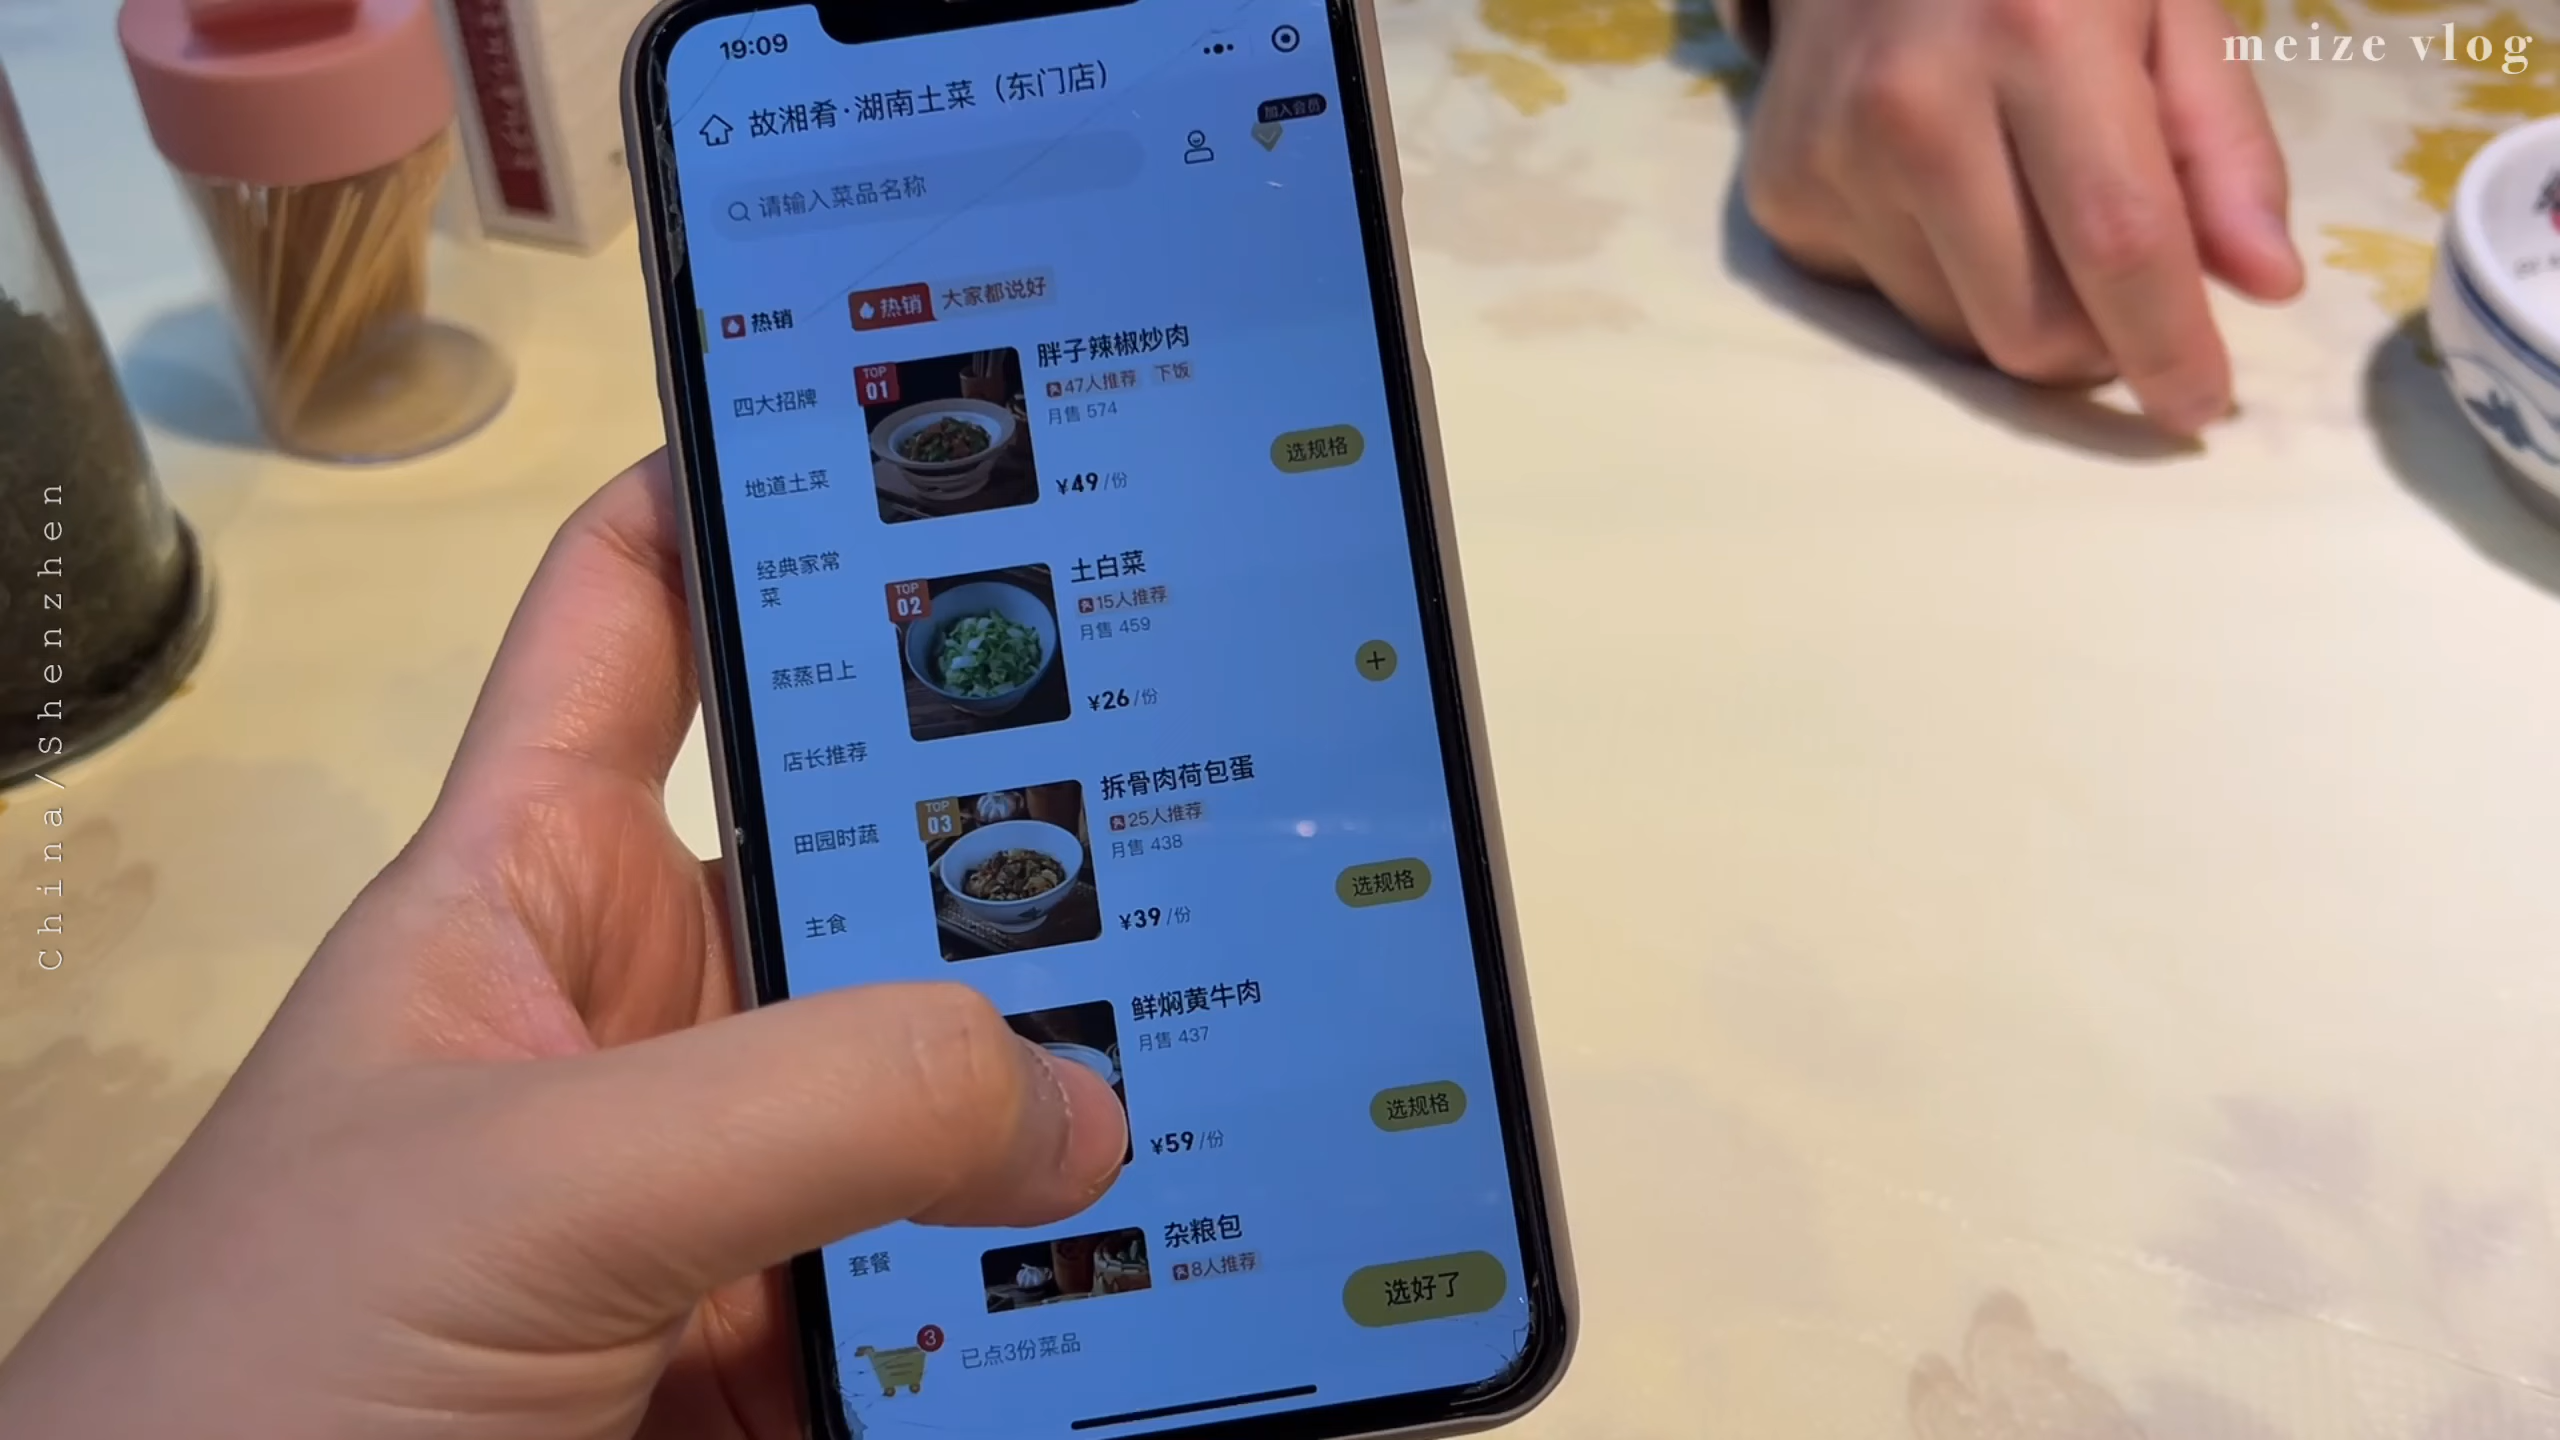 meize vlog
China/Shenzhen
19:09
故湘肴·湖南土菜（东门店）
加入会员
请输入菜品名称
热销
四大招牌
地道土菜
经典家常
菜
蒸蒸日上
店长推荐
田园时蔬
主食
套餐
热销 大家都说好
TOP
01
胖子辣椒炒肉
47人推荐 下饭
月售 574
¥49/份
选规格
TOP
02
土白菜
15人推荐
月售 459
¥26/份
+
TOP
03
拆骨肉荷包蛋
25人推荐
月售 438
¥39/份
选规格
鲜焖黄牛肉
月售 437
¥59/份
选规格
杂粮包
8人推荐
3
已点3份菜品
选好了